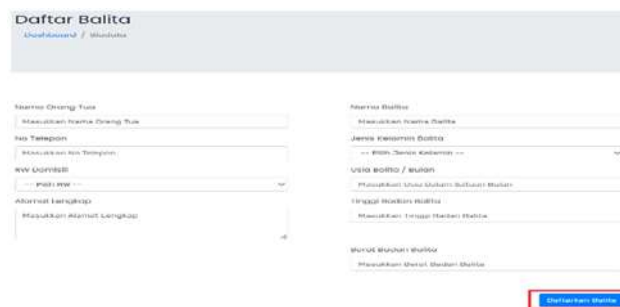 Daftar Balita
Dashboard /
Nama Orang Tua
Masukkan Nama Orang Tua
No Telepon
Masukkan No Telepon
RW Domisili
-- Pilih RW --
Alamat Lengkap
Masukkan Alamat Lengkap
Nama Balita
Masukkan Nama Balita
Jenis Kelamin Balita
-- Pilih Jenis Kelamin --
Usia Balita / Bulan
Masukkan Usia Dalam Satuan Bulan
Tinggi Badan Balita
Masukkan Tinggi Badan Balita
Berat Badan Balita
Masukkan Berat Badan Balita
Daftarkan Balita